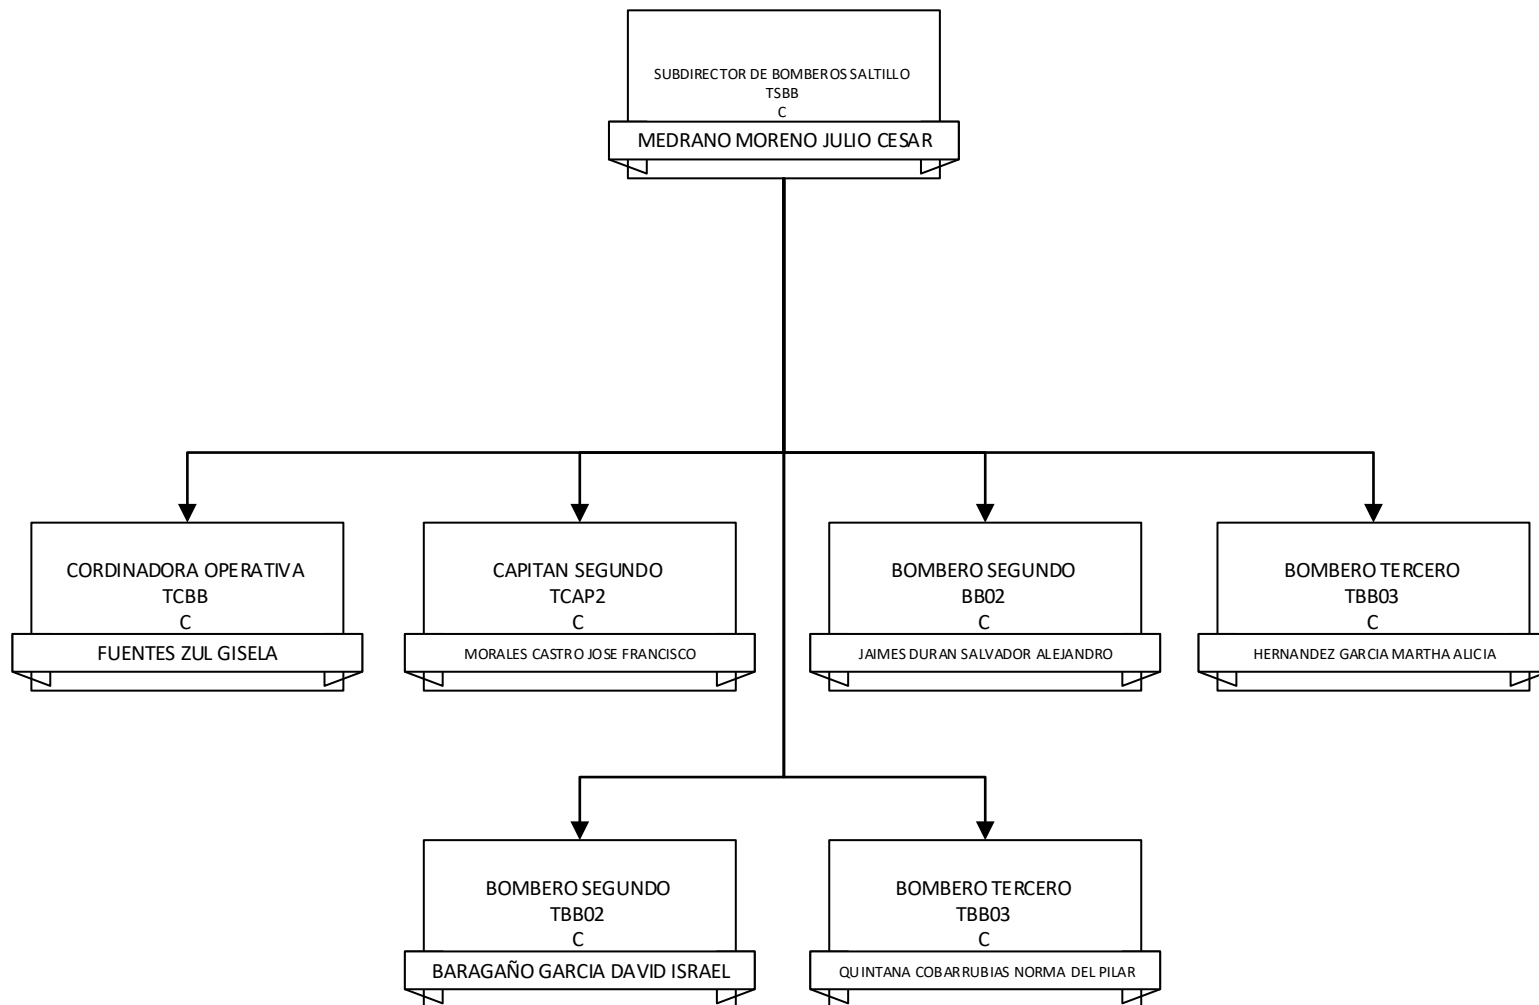 SUBDIRECTOR DE BOMBEROS SALTILLO
TSBB
C
MEDRANO MORENO JULIO CESAR
CORDINADORA OPERATIVA
TCBB
C
FUENTES ZUL GISELA
CAPITAN SEGUNDO
TCAP2
C
MORALES CASTRO JOSE FRANCISCO
BOMBERO SEGUNDO
BB02
C
JAIMES DURAN SALVADOR ALEJANDRO
BOMBERO TERCERO
TBB03
C
HERNANDEZ GARCIA MARTHA ALICIA
BOMBERO SEGUNDO
TBB02
C
BARAGAÑO GARCIA DAVID ISRAEL
BOMBERO TERCERO
TBB03
C
QUINTANA COBARRUBIAS NORMA DEL PILAR